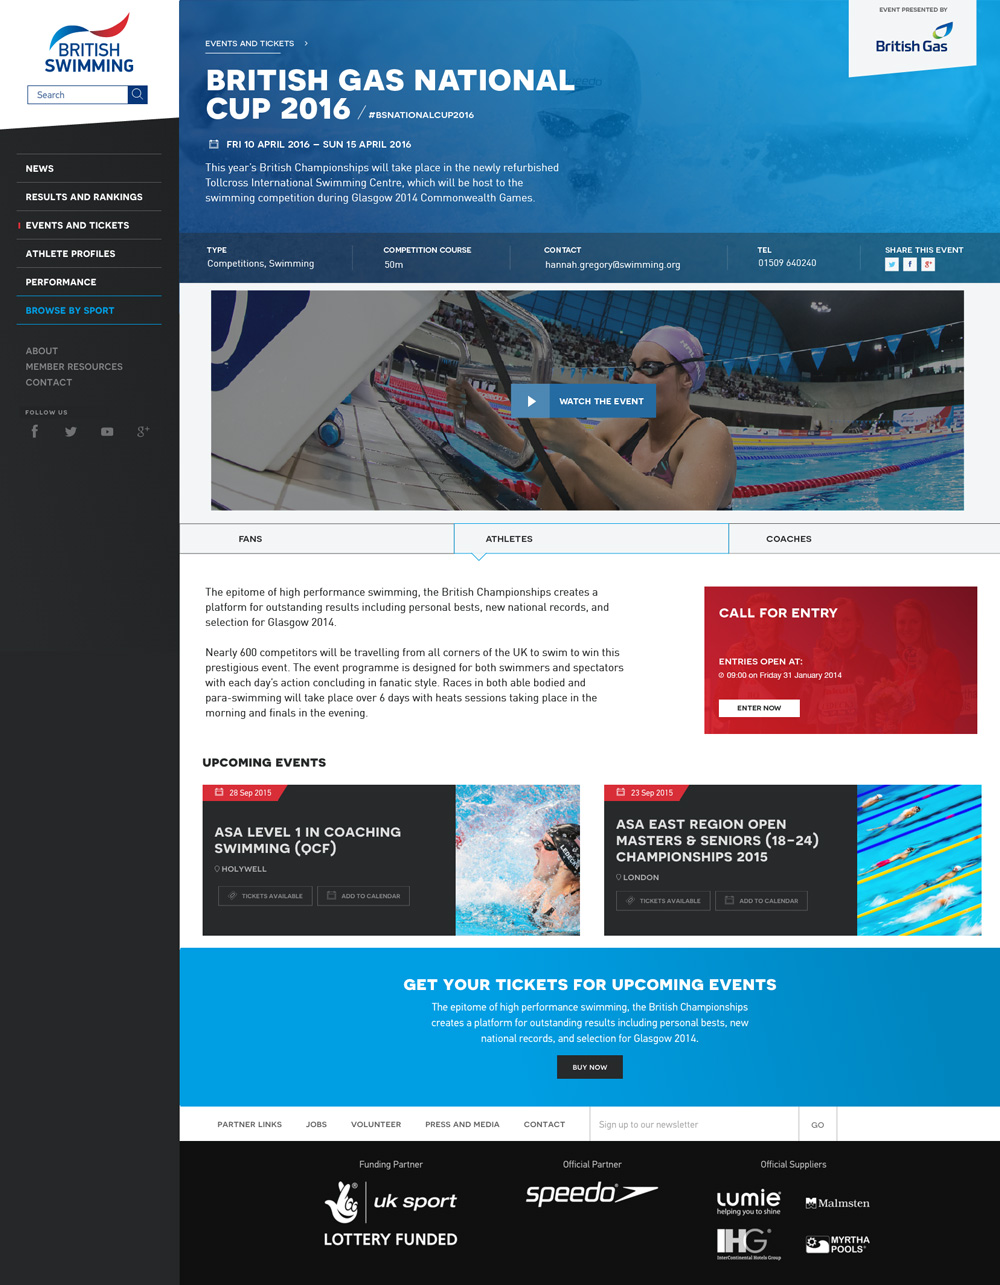 BRITISH
SWIMMING
Search
NEWS
RESULTS AND RANKINGS
EVENTS AND TICKETS
ATHLETE PROFILES
PERFORMANCE
BROWSE BY SPORT
ABOUT
MEMBER RESOURCES
CONTACT
FOLLOW US
EVENT PRESENTED BY
British Gas
EVENTS AND TICKETS
BRITISH GAS NATIONAL
CUP 2016 / #BSNATIONALCUP2016
FRI 10 APRIL 2016 – SUN 15 APRIL 2016
This year's British Championships will take place in the newly refurbished
Tollcross International Swimming Centre, which will be host to the
swimming competition during Glasgow 2014 Commonwealth Games.
TYPE
Competitions, Swimming
COMPETITION COURSE
50m
CONTACT
hannah.gregory@swimming.org
TEL
01509 640240
SHARE THIS EVENT
WATCH THE EVENT
FANS
ATHLETES
COACHES
The epitome of high performance swimming, the British Championships creates a
platform for outstanding results including personal bests, new national records, and
selection for Glasgow 2014.
Nearly 600 competitors will be travelling from all corners of the UK to swim to win this
prestigious event. The event programme is designed for both swimmers and spectators
with each day's action concluding in fanatic style. Races in both able bodied and
para-swimming will take place over 6 days with heats sessions taking place in the
morning and finals in the evening.
CALL FOR ENTRY
ENTRIES OPEN AT:
09:00 on Friday 31 January 2014
ENTER NOW
UPCOMING EVENTS
28 Sep 2015
ASA LEVEL 1 IN COACHING
SWIMMING (QCF)
HOLYWELL
TICKETS AVAILABLE
ADD TO CALENDAR
23 Sep 2015
ASA EAST REGION OPEN
MASTERS & SENIORS (18-24)
CHAMPIONSHIPS 2015
LONDON
TICKETS AVAILABLE
ADD TO CALENDAR
GET YOUR TICKETS FOR UPCOMING EVENTS
The epitome of high performance swimming, the British Championships
creates a platform for outstanding results including personal bests, new
national records, and selection for Glasgow 2014.
BUY NOW
PARTNER LINKS
JOBS
VOLUNTEER
PRESS AND MEDIA
CONTACT
Sign up to our newsletter
GO
Funding Partner
uk sport
LOTTERY FUNDED
Official Partner
speedo
Official Suppliers
Lumie
helping you to shine
Malmsten
IHG
InterContinental Hotels Group
MYRTHA
POOLS